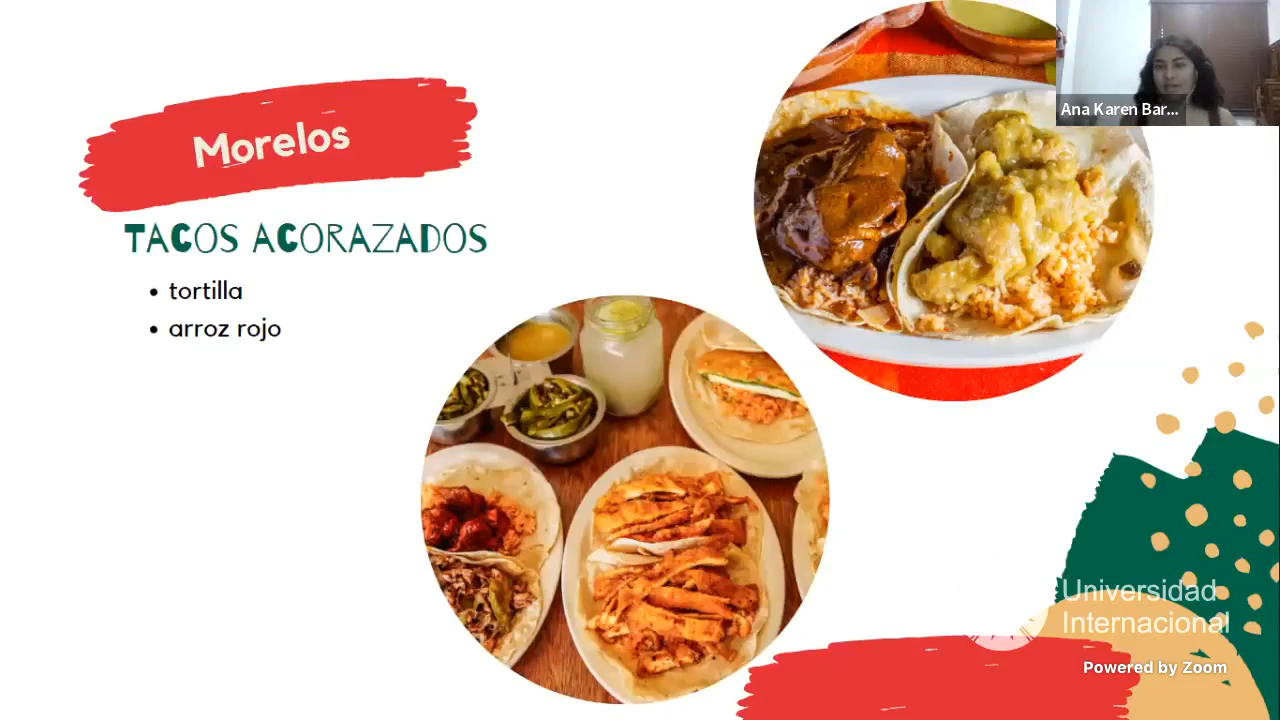 Morelos
TACOS ACORAZADOS
• tortilla
• arroz rojo
Ana Karen Bar...
Universidad
Internacional
Powered by Zoom